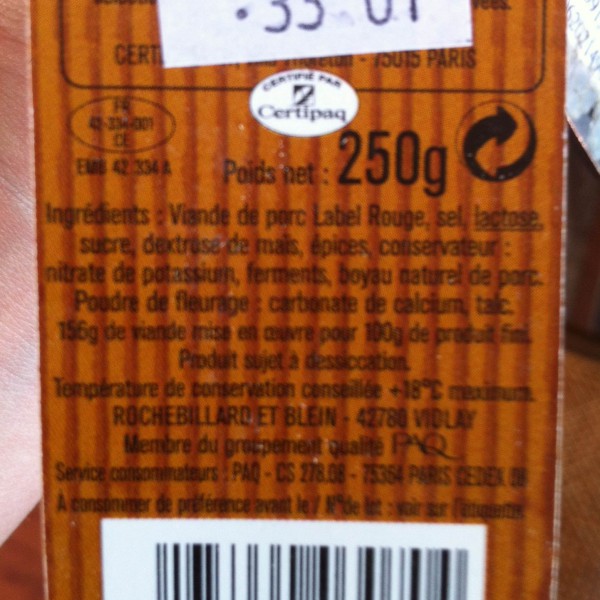 .33 01
CERT
75015 PARIS
CERTIFIÉ PAR
Certipaq
FR
42-334-001
CE
EMB 42 334 A
Poids net : 250g
Ingrédients : Viande de porc Label Rouge, sel, lactose,
sucre, dextrose de maïs, épices, conservateur :
nitrate de potassium, ferments, boyau naturel de porc.
Poudre de fleurage : carbonate de calcium, talc.
156g de viande mise en œuvre pour 100g de produit fini.
Produit sujet à dessiccation.
Température de conservation conseillée +18°C maximum.
ROCHEBILLARD ET BLEIN - 42780 VIOLAY
Membre du groupement qualité PAQ
Service consommateurs : PAQ - CS 278.08 - 75364 PARIS CEDEX 08
A consommer de préférence avant le / N° de lot : voir sur l'étiquette